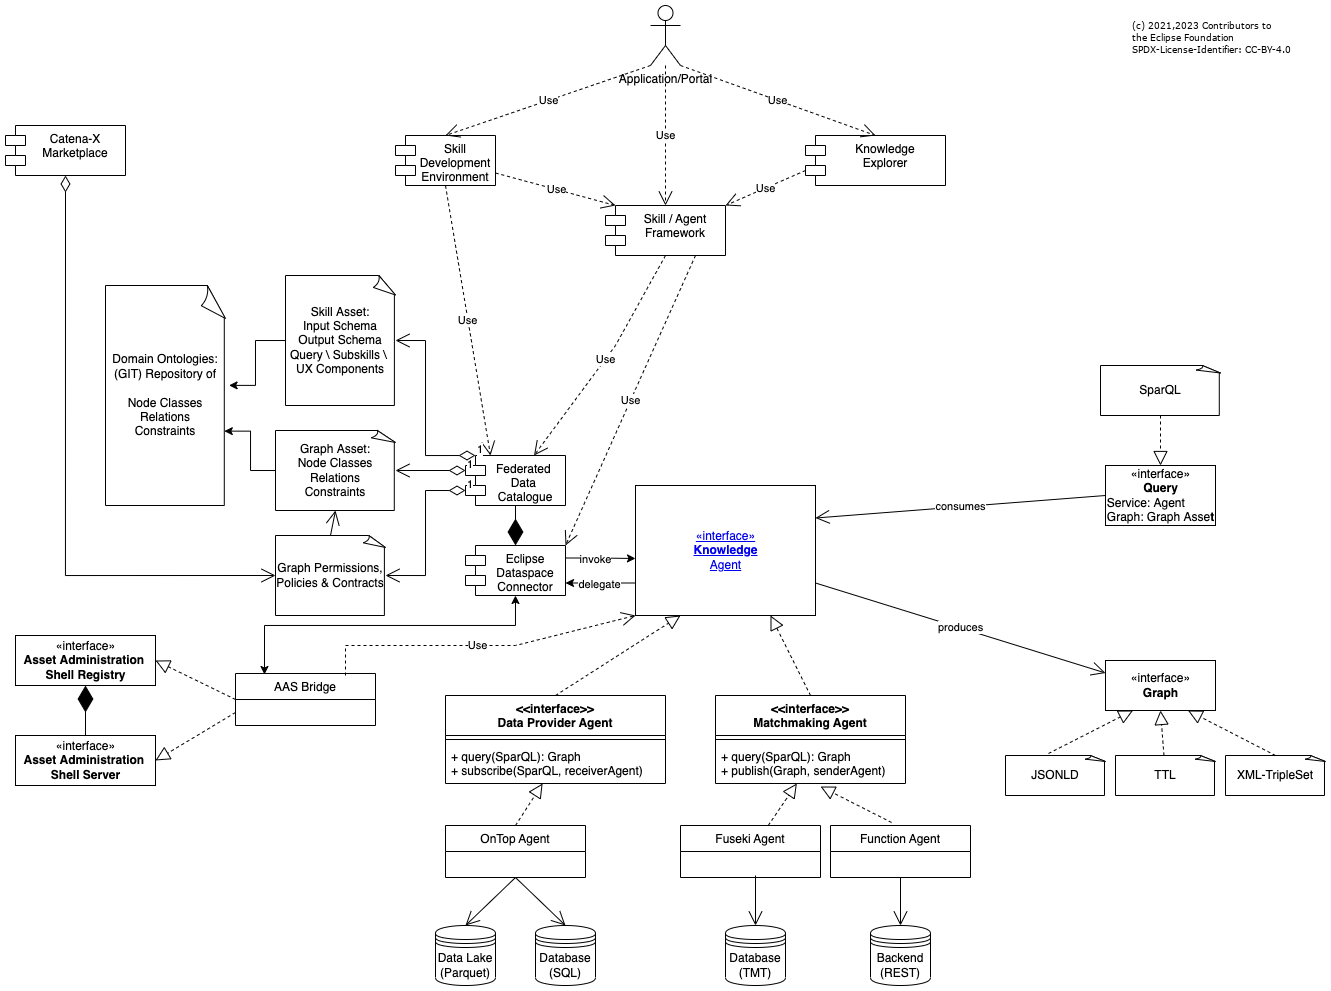 (c) 2021,2023 Contributors to
the Eclipse Foundation
SPDX-License-Identifier: CC-BY-4.0
Application/Portal
Use
Use
Use
Catena-X
Marketplace
Skill
Development
Environment
Knowledge
Explorer
Use
Use
Skill / Agent
Framework
Use
Use
Use
Skill Asset:
Input Schema
Output Schema
Query \ Subskills \
UX Components
Domain Ontologies:
(GIT) Repository of
Node Classes
Relations
Constraints
Graph Asset:
Node Classes
Relations
Constraints
1
1
1
Federated
Data
Catalogue
SparQL
«interface»
Query
Service: Agent
Graph: Graph Asset
consumes
«interface»
Knowledge
Agent
Graph Permissions,
Policies & Contracts
Eclipse
Dataspace
Connector
invoke
delegate
Use
produces
«interface»
Asset Administration
Shell Registry
«interface»
Asset Administration
Shell Server
AAS Bridge
«interface»
Graph
JSONLD
TTL
XML-TripleSet
<<interface>>
Data Provider Agent
+ query(SparQL): Graph
+ subscribe(SparQL, receiverAgent)
<<interface>>
Matchmaking Agent
+ query(SparQL): Graph
+ publish(Graph, senderAgent)
OnTop Agent
Fuseki Agent
Function Agent
Data Lake
(Parquet)
Database
(SQL)
Database
(TMT)
Backend
(REST)